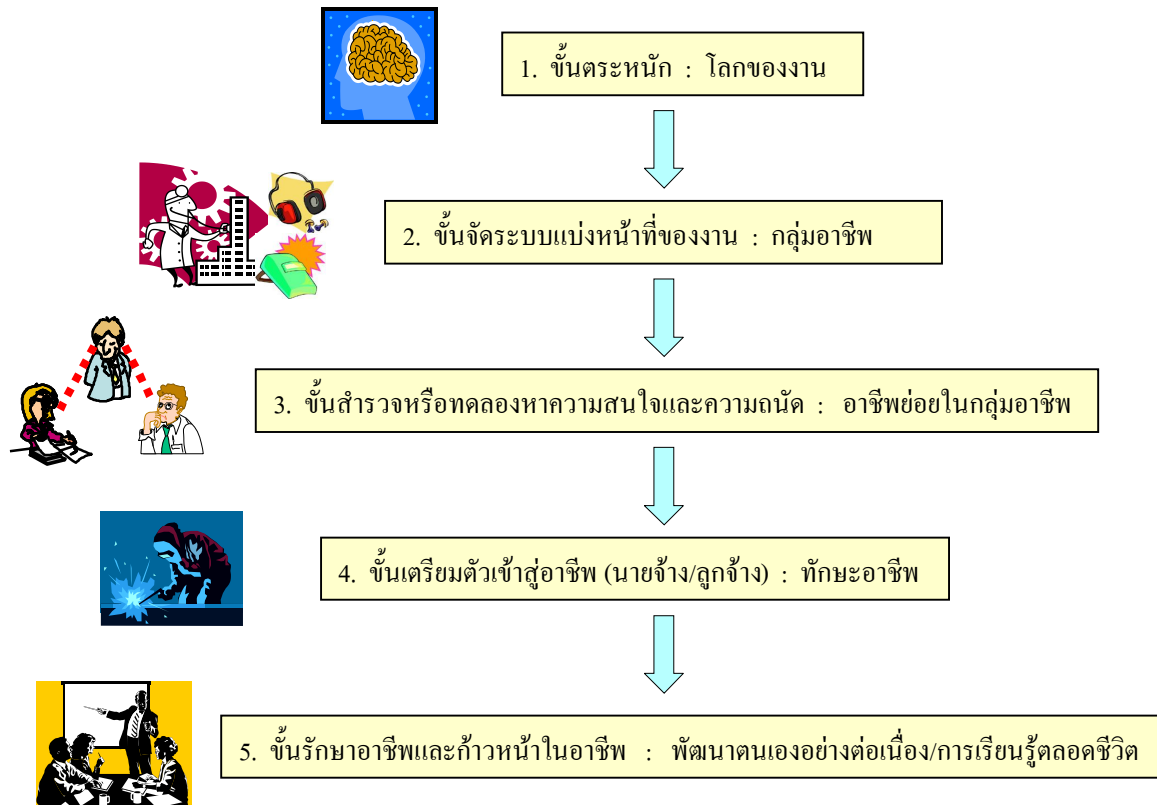 1. ขั้นตระหนัก : โลกของงาน
2. ขั้นจัดระบบแบ่งหน้าที่ของงาน : กลุ่มอาชีพ
3. ขั้นสำรวจหรือทดลองหาความสนใจและความถนัด : อาชีพย่อยในกลุ่มอาชีพ
4. ขั้นเตรียมตัวเข้าสู่อาชีพ (นายจ้าง/ลูกจ้าง) : ทักษะอาชีพ
5. ขั้นรักษาอาชีพและก้าวหน้าในอาชีพ : พัฒนาตนเองอย่างต่อเนื่อง/การเรียนรู้ตลอดชีวิต